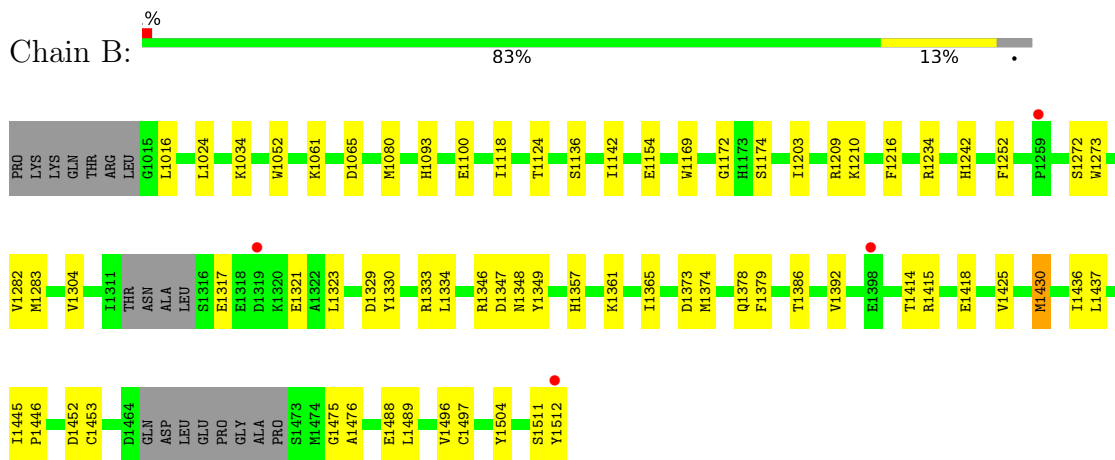 .%
Chain B:
83% 13% •
PRO LYS LYS GLN THR ARG LEU G1015 L1016 L1024 K1034 W1052 K1061 D1065 M1080 H1093 E1100 I1118 T1124 S1136 I1142 E1154 W1169 G1172 H1173 S1174 I1203 R1209 K1210 F1216 R1234 H1242 F1252 P1259 S1272 W1273
V1282 M1283 V1304 I1311 THR ASN ALA LEU S1316 E1317 E1318 D1319 K1320 E1321 A1322 L1323 D1329 Y1330 R1333 L1334 R1346 D1347 N1348 Y1349 H1357 K1361 I1365 D1373 M1374 Q1378 F1379 T1386 V1392 E1398 T1414 R1415 E1418 V1425 M1430 I1436 L1437
I1445 P1446 D1452 C1453 D1464 GLN ASP LEU GLU PRO GLY ALA PRO S1473 M1474 G1475 A1476 E1488 L1489 V1496 C1497 Y1504 S1511 Y1512